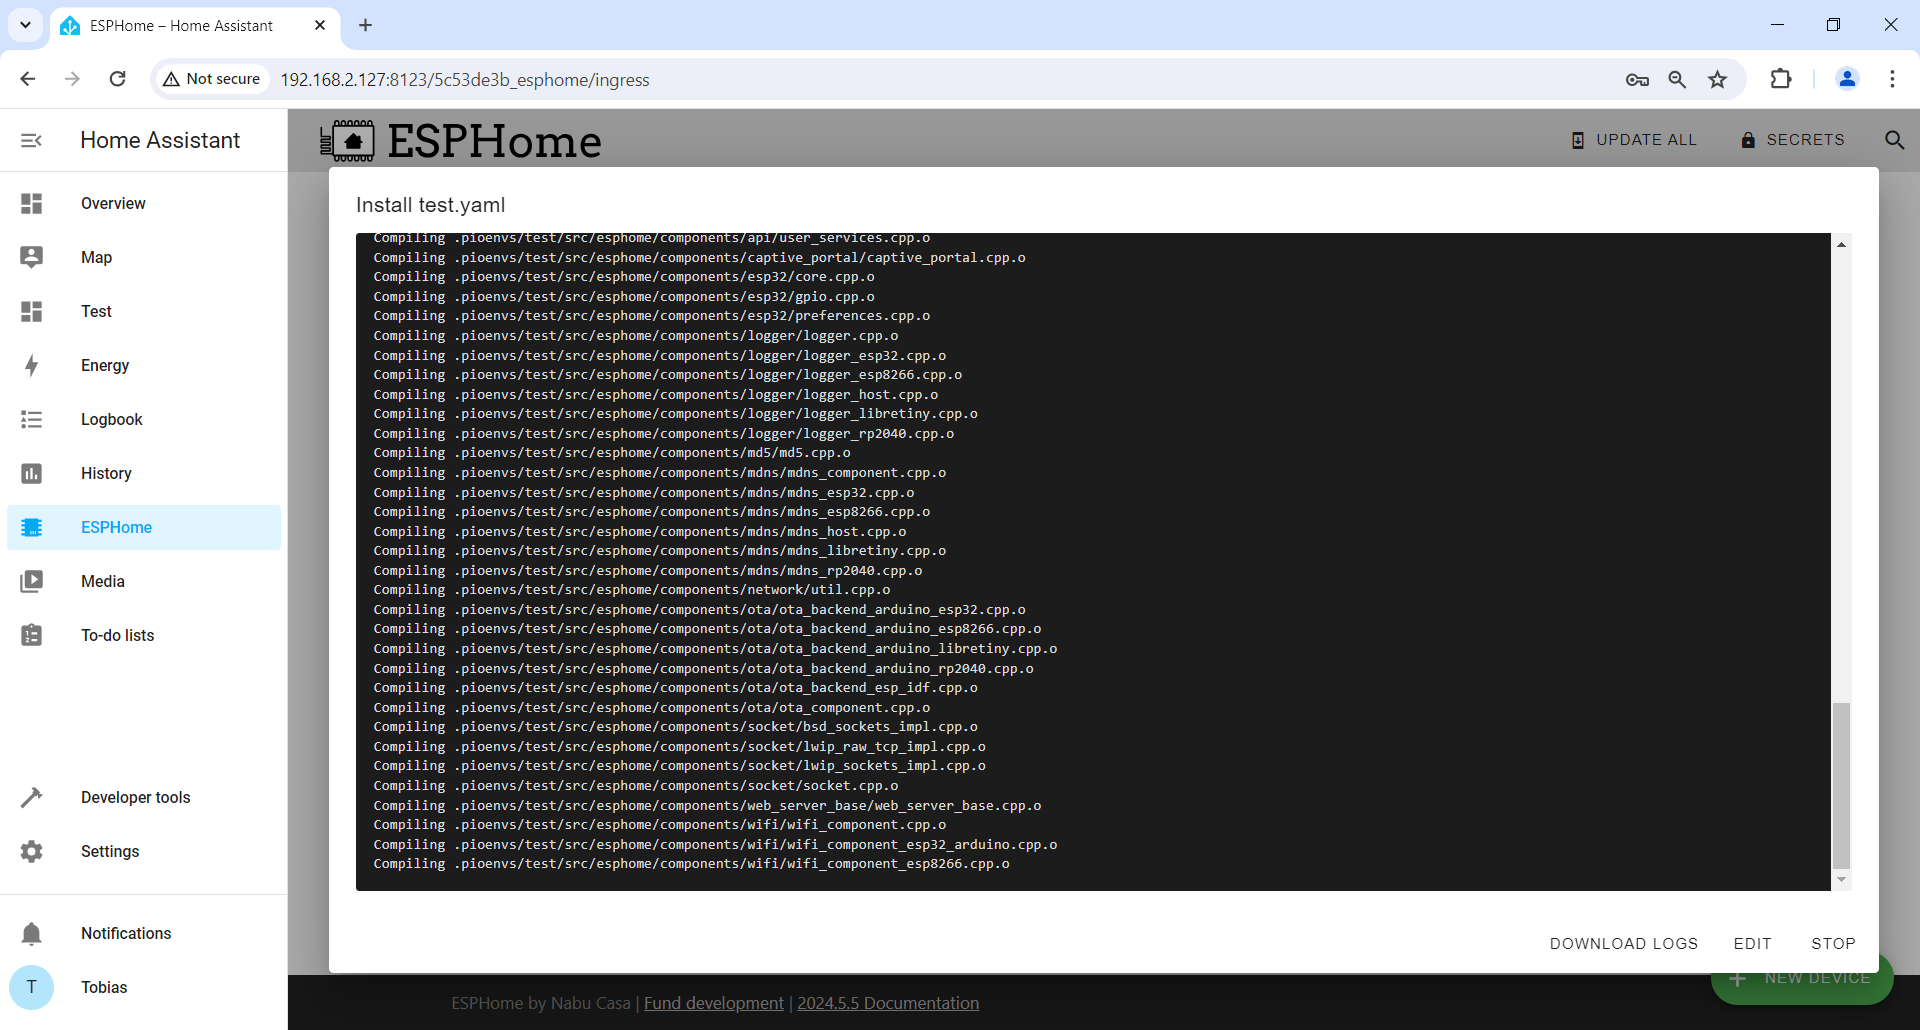 ESPHome – Home Assistant
Not secure
192.168.2.127:8123/5c53de3b_esphome/ingress
Home Assistant
Overview
Map
Test
Energy
Logbook
History
ESPHome
Media
To-do lists
Developer tools
Settings
Notifications
T
Tobias
ESPHome
UPDATE ALL
SECRETS
Install test.yaml
Compiling .pioenvs/test/src/esphome/components/api/user_services.cpp.o
Compiling .pioenvs/test/src/esphome/components/captive_portal/captive_portal.cpp.o
Compiling .pioenvs/test/src/esphome/components/esp32/core.cpp.o
Compiling .pioenvs/test/src/esphome/components/esp32/gpio.cpp.o
Compiling .pioenvs/test/src/esphome/components/esp32/preferences.cpp.o
Compiling .pioenvs/test/src/esphome/components/logger/logger.cpp.o
Compiling .pioenvs/test/src/esphome/components/logger/logger_esp32.cpp.o
Compiling .pioenvs/test/src/esphome/components/logger/logger_esp8266.cpp.o
Compiling .pioenvs/test/src/esphome/components/logger/logger_host.cpp.o
Compiling .pioenvs/test/src/esphome/components/logger/logger_libretiny.cpp.o
Compiling .pioenvs/test/src/esphome/components/logger/logger_rp2040.cpp.o
Compiling .pioenvs/test/src/esphome/components/md5/md5.cpp.o
Compiling .pioenvs/test/src/esphome/components/mdns/mdns_component.cpp.o
Compiling .pioenvs/test/src/esphome/components/mdns/mdns_esp32.cpp.o
Compiling .pioenvs/test/src/esphome/components/mdns/mdns_esp8266.cpp.o
Compiling .pioenvs/test/src/esphome/components/mdns/mdns_host.cpp.o
Compiling .pioenvs/test/src/esphome/components/mdns/mdns_libretiny.cpp.o
Compiling .pioenvs/test/src/esphome/components/mdns/mdns_rp2040.cpp.o
Compiling .pioenvs/test/src/esphome/components/network/util.cpp.o
Compiling .pioenvs/test/src/esphome/components/ota/ota_backend_arduino_esp32.cpp.o
Compiling .pioenvs/test/src/esphome/components/ota/ota_backend_arduino_esp8266.cpp.o
Compiling .pioenvs/test/src/esphome/components/ota/ota_backend_arduino_libretiny.cpp.o
Compiling .pioenvs/test/src/esphome/components/ota/ota_backend_arduino_rp2040.cpp.o
Compiling .pioenvs/test/src/esphome/components/ota/ota_backend_esp_idf.cpp.o
Compiling .pioenvs/test/src/esphome/components/ota/ota_component.cpp.o
Compiling .pioenvs/test/src/esphome/components/socket/bsd_sockets_impl.cpp.o
Compiling .pioenvs/test/src/esphome/components/socket/lwip_raw_tcp_impl.cpp.o
Compiling .pioenvs/test/src/esphome/components/socket/lwip_sockets_impl.cpp.o
Compiling .pioenvs/test/src/esphome/components/socket/socket.cpp.o
Compiling .pioenvs/test/src/esphome/components/web_server_base/web_server_base.cpp.o
Compiling .pioenvs/test/src/esphome/components/wifi/wifi_component.cpp.o
Compiling .pioenvs/test/src/esphome/components/wifi/wifi_component_esp32_arduino.cpp.o
Compiling .pioenvs/test/src/esphome/components/wifi/wifi_component_esp8266.cpp.o
DOWNLOAD LOGS
EDIT
STOP
NEW DEVICE
ESPHome by Nabu Casa | Fund development | 2024.5.5 Documentation